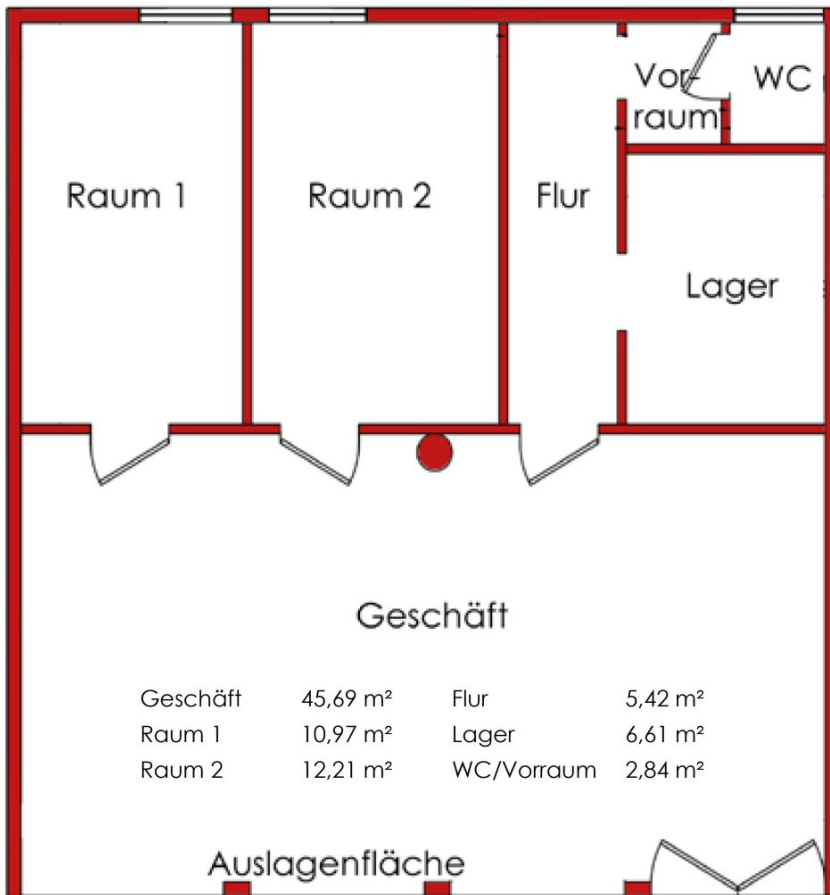 Vor-
raum
WC
Raum 1
Raum 2
Flur
Lager
Geschäft
Geschäft 45,69 m² Flur 5,42 m²
Raum 1 10,97 m² Lager 6,61 m²
Raum 2 12,21 m² WC/Vorraum 2,84 m²
Auslagenfläche